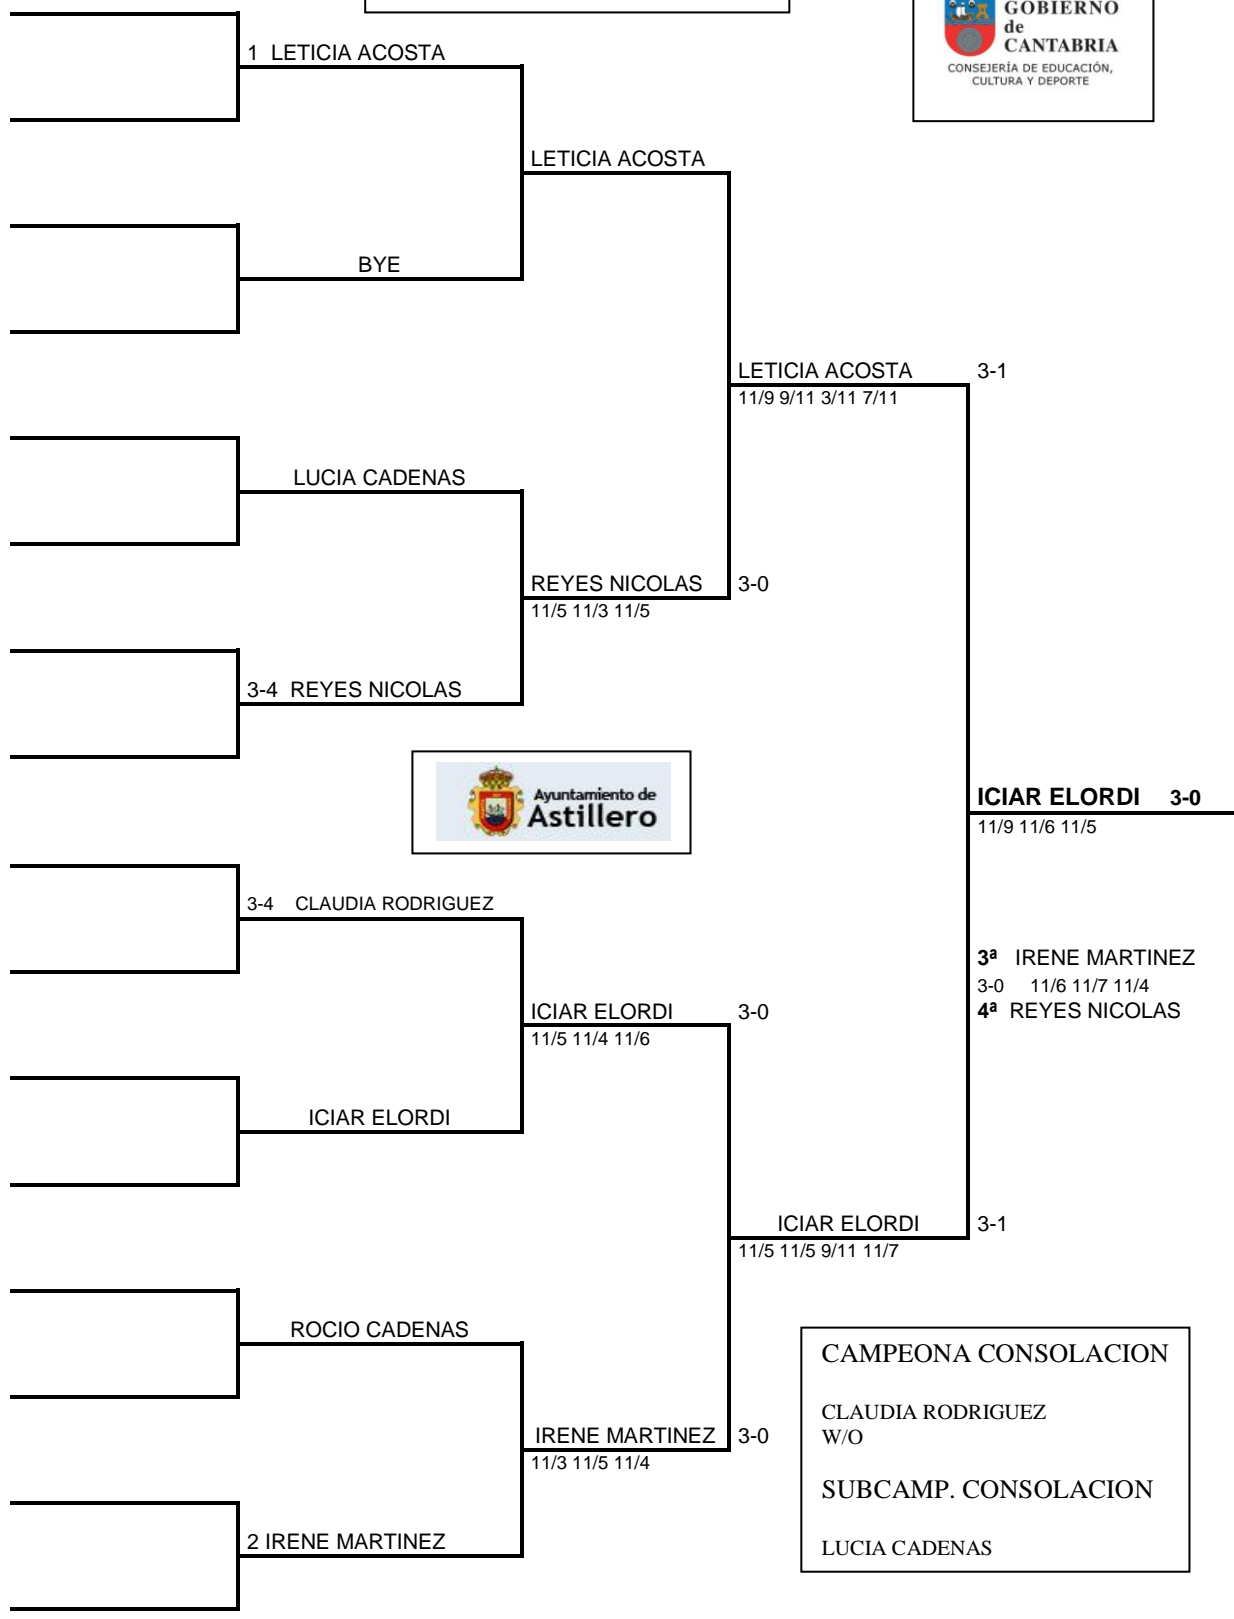 GOBIERNO
de
CANTABRIA
CONSEJERÍA DE EDUCACIÓN,
CULTURA Y DEPORTE
1 LETICIA ACOSTA
LETICIA ACOSTA
BYE
LETICIA ACOSTA 3-1
11/9 9/11 3/11 7/11
LUCIA CADENAS
REYES NICOLAS 3-0
11/5 11/3 11/5
3-4 REYES NICOLAS
Ayuntamiento de
Astillero
ICIAR ELORDI 3-0
11/9 11/6 11/5
3-4 CLAUDIA RODRIGUEZ
3ª IRENE MARTINEZ
3-0 11/6 11/7 11/4
4ª REYES NICOLAS
ICIAR ELORDI 3-0
11/5 11/4 11/6
ICIAR ELORDI
ICIAR ELORDI 3-1
11/5 11/5 9/11 11/7
ROCIO CADENAS
IRENE MARTINEZ 3-0
11/3 11/5 11/4
2 IRENE MARTINEZ
CAMPEONA CONSOLACION
CLAUDIA RODRIGUEZ
W/O
SUBCAMP. CONSOLACION
LUCIA CADENAS